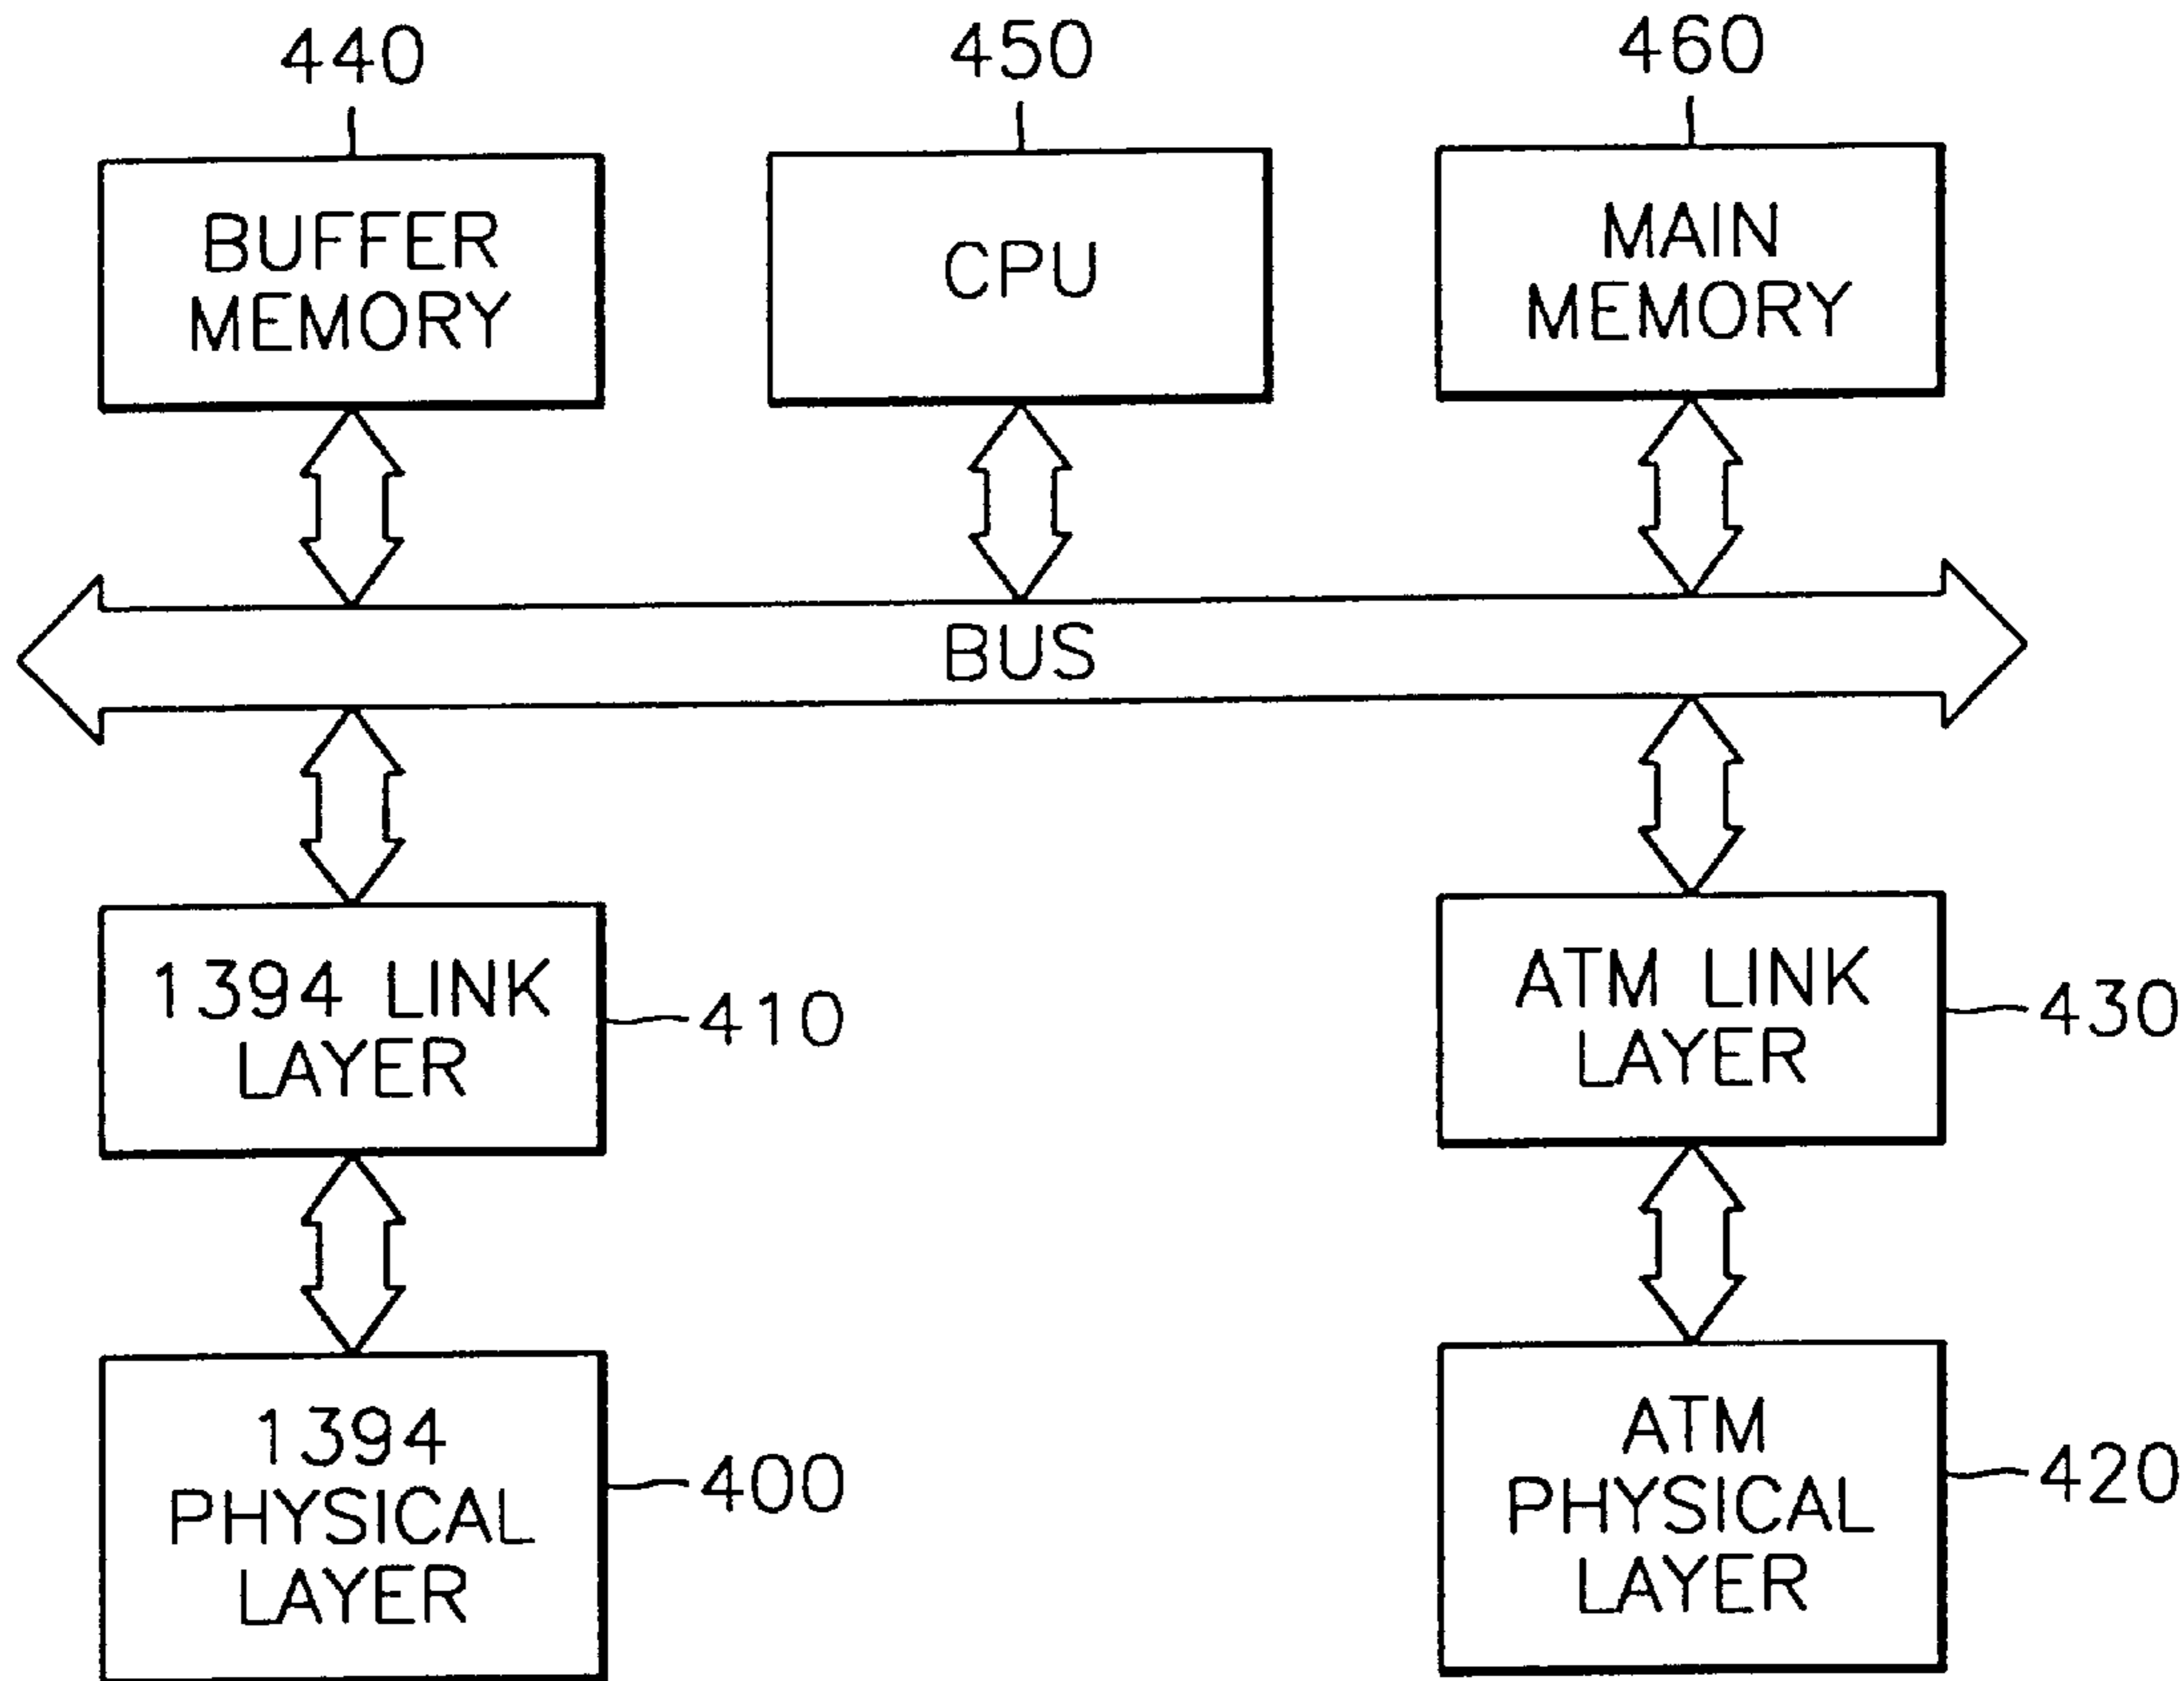 440
450
460
BUFFER
MEMORY
CPU
MAIN
MEMORY
BUS
1394 LINK
LAYER
410
ATM LINK
LAYER
430
1394
PHYSICAL
LAYER
400
ATM
PHYSICAL
LAYER
420